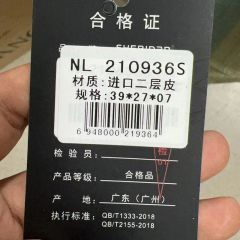 合格证
NL 210936S
材质:进口二层皮
规格:39*27*07
6 948000 219364
检验员:
产品等级: 合格品
产地: 广东(广州)
执行标准: QB/T1333-2018
QB/T2155-2018